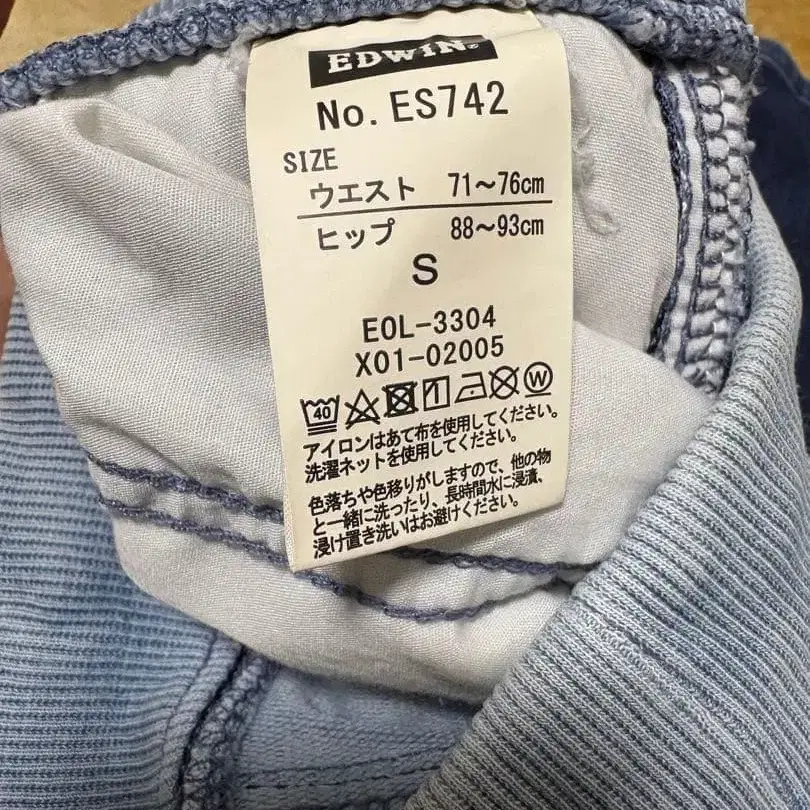 EDWIN®
No. ES742
SIZE
ウエスト 71～76cm
ヒップ 88～93cm
S
EOL-3304
X01-02005
40 W
アイロンはあて布を使用してください。
洗濯ネットを使用してください。
色落ちや色移りがしますので、他の物
と一緒に洗ったり、長時間水に浸漬、
浸け置き洗いはお避けください。